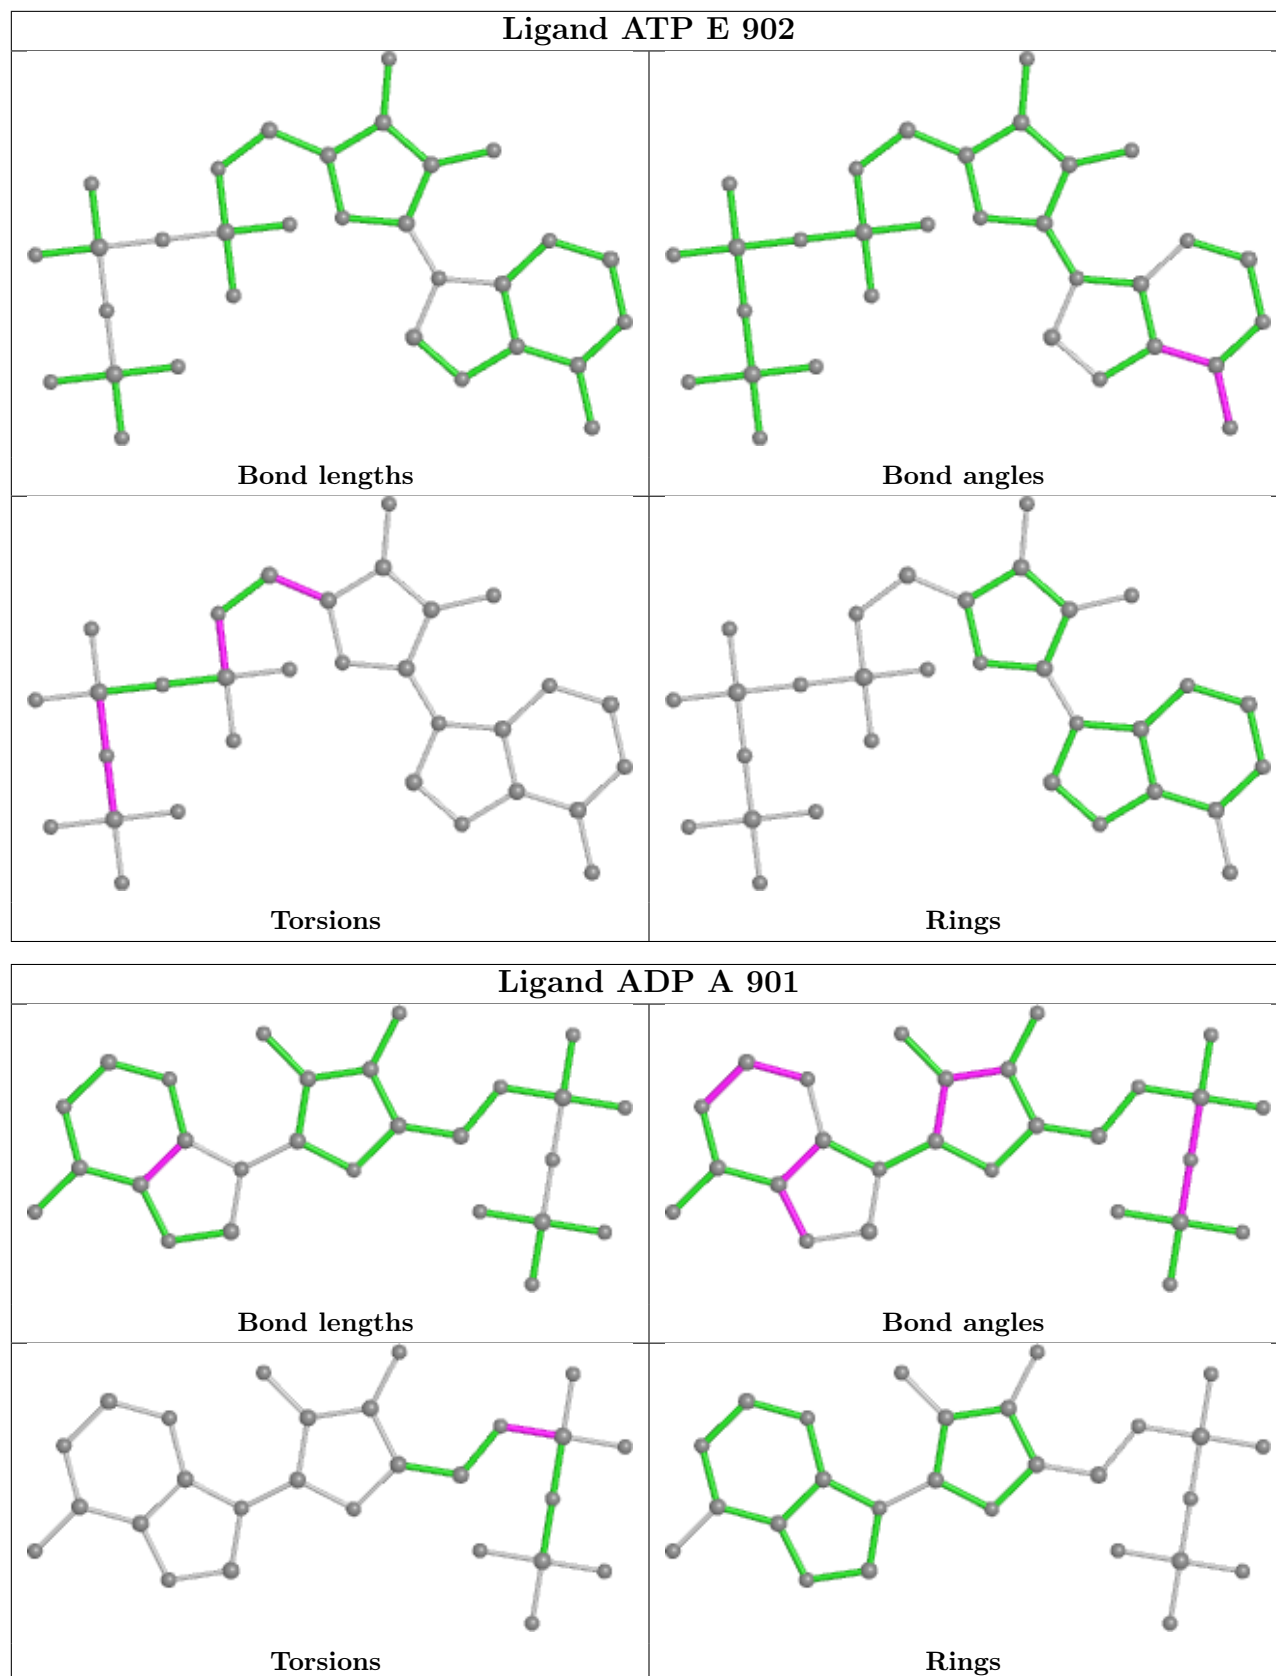 Ligand ATP E 902
Bond lengths
Bond angles
Torsions
Rings
Ligand ADP A 901
Bond lengths
Bond angles
Torsions
Rings